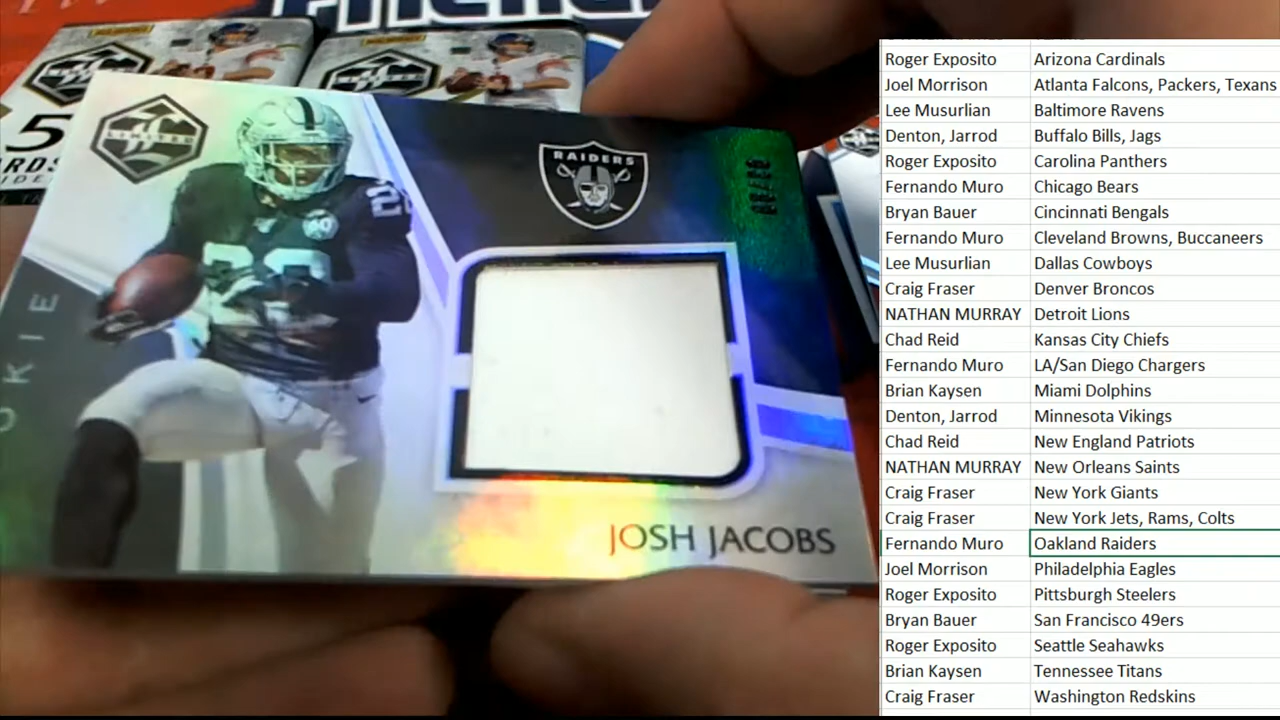 LIMITED
RAIDERS
OKIE
JOSH JACOBS
5
Roger Exposito Arizona Cardinals
Joel Morrison Atlanta Falcons, Packers, Texans
Lee Musurlian Baltimore Ravens
Denton, Jarrod Buffalo Bills, Jags
Roger Exposito Carolina Panthers
Fernando Muro Chicago Bears
Bryan Bauer Cincinnati Bengals
Fernando Muro Cleveland Browns, Buccaneers
Lee Musurlian Dallas Cowboys
Craig Fraser Denver Broncos
NATHAN MURRAY Detroit Lions
Chad Reid Kansas City Chiefs
Fernando Muro LA/San Diego Chargers
Brian Kaysen Miami Dolphins
Denton, Jarrod Minnesota Vikings
Chad Reid New England Patriots
NATHAN MURRAY New Orleans Saints
Craig Fraser New York Giants
Craig Fraser New York Jets, Rams, Colts
Fernando Muro Oakland Raiders
Joel Morrison Philadelphia Eagles
Roger Exposito Pittsburgh Steelers
Bryan Bauer San Francisco 49ers
Roger Exposito Seattle Seahawks
Brian Kaysen Tennessee Titans
Craig Fraser Washington Redskins